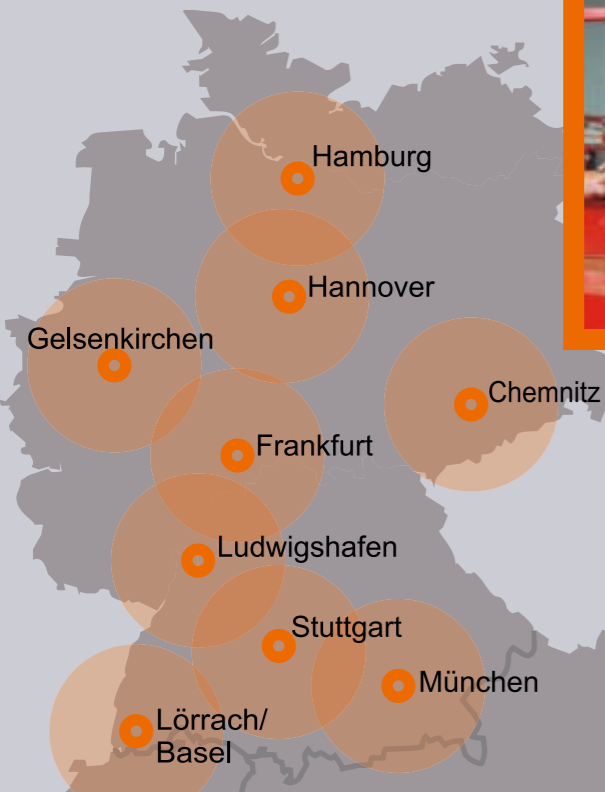 Hamburg
Hannover
Gelsenkirchen
Chemnitz
Frankfurt
Ludwigshafen
Stuttgart
München
Lörrach/
Basel